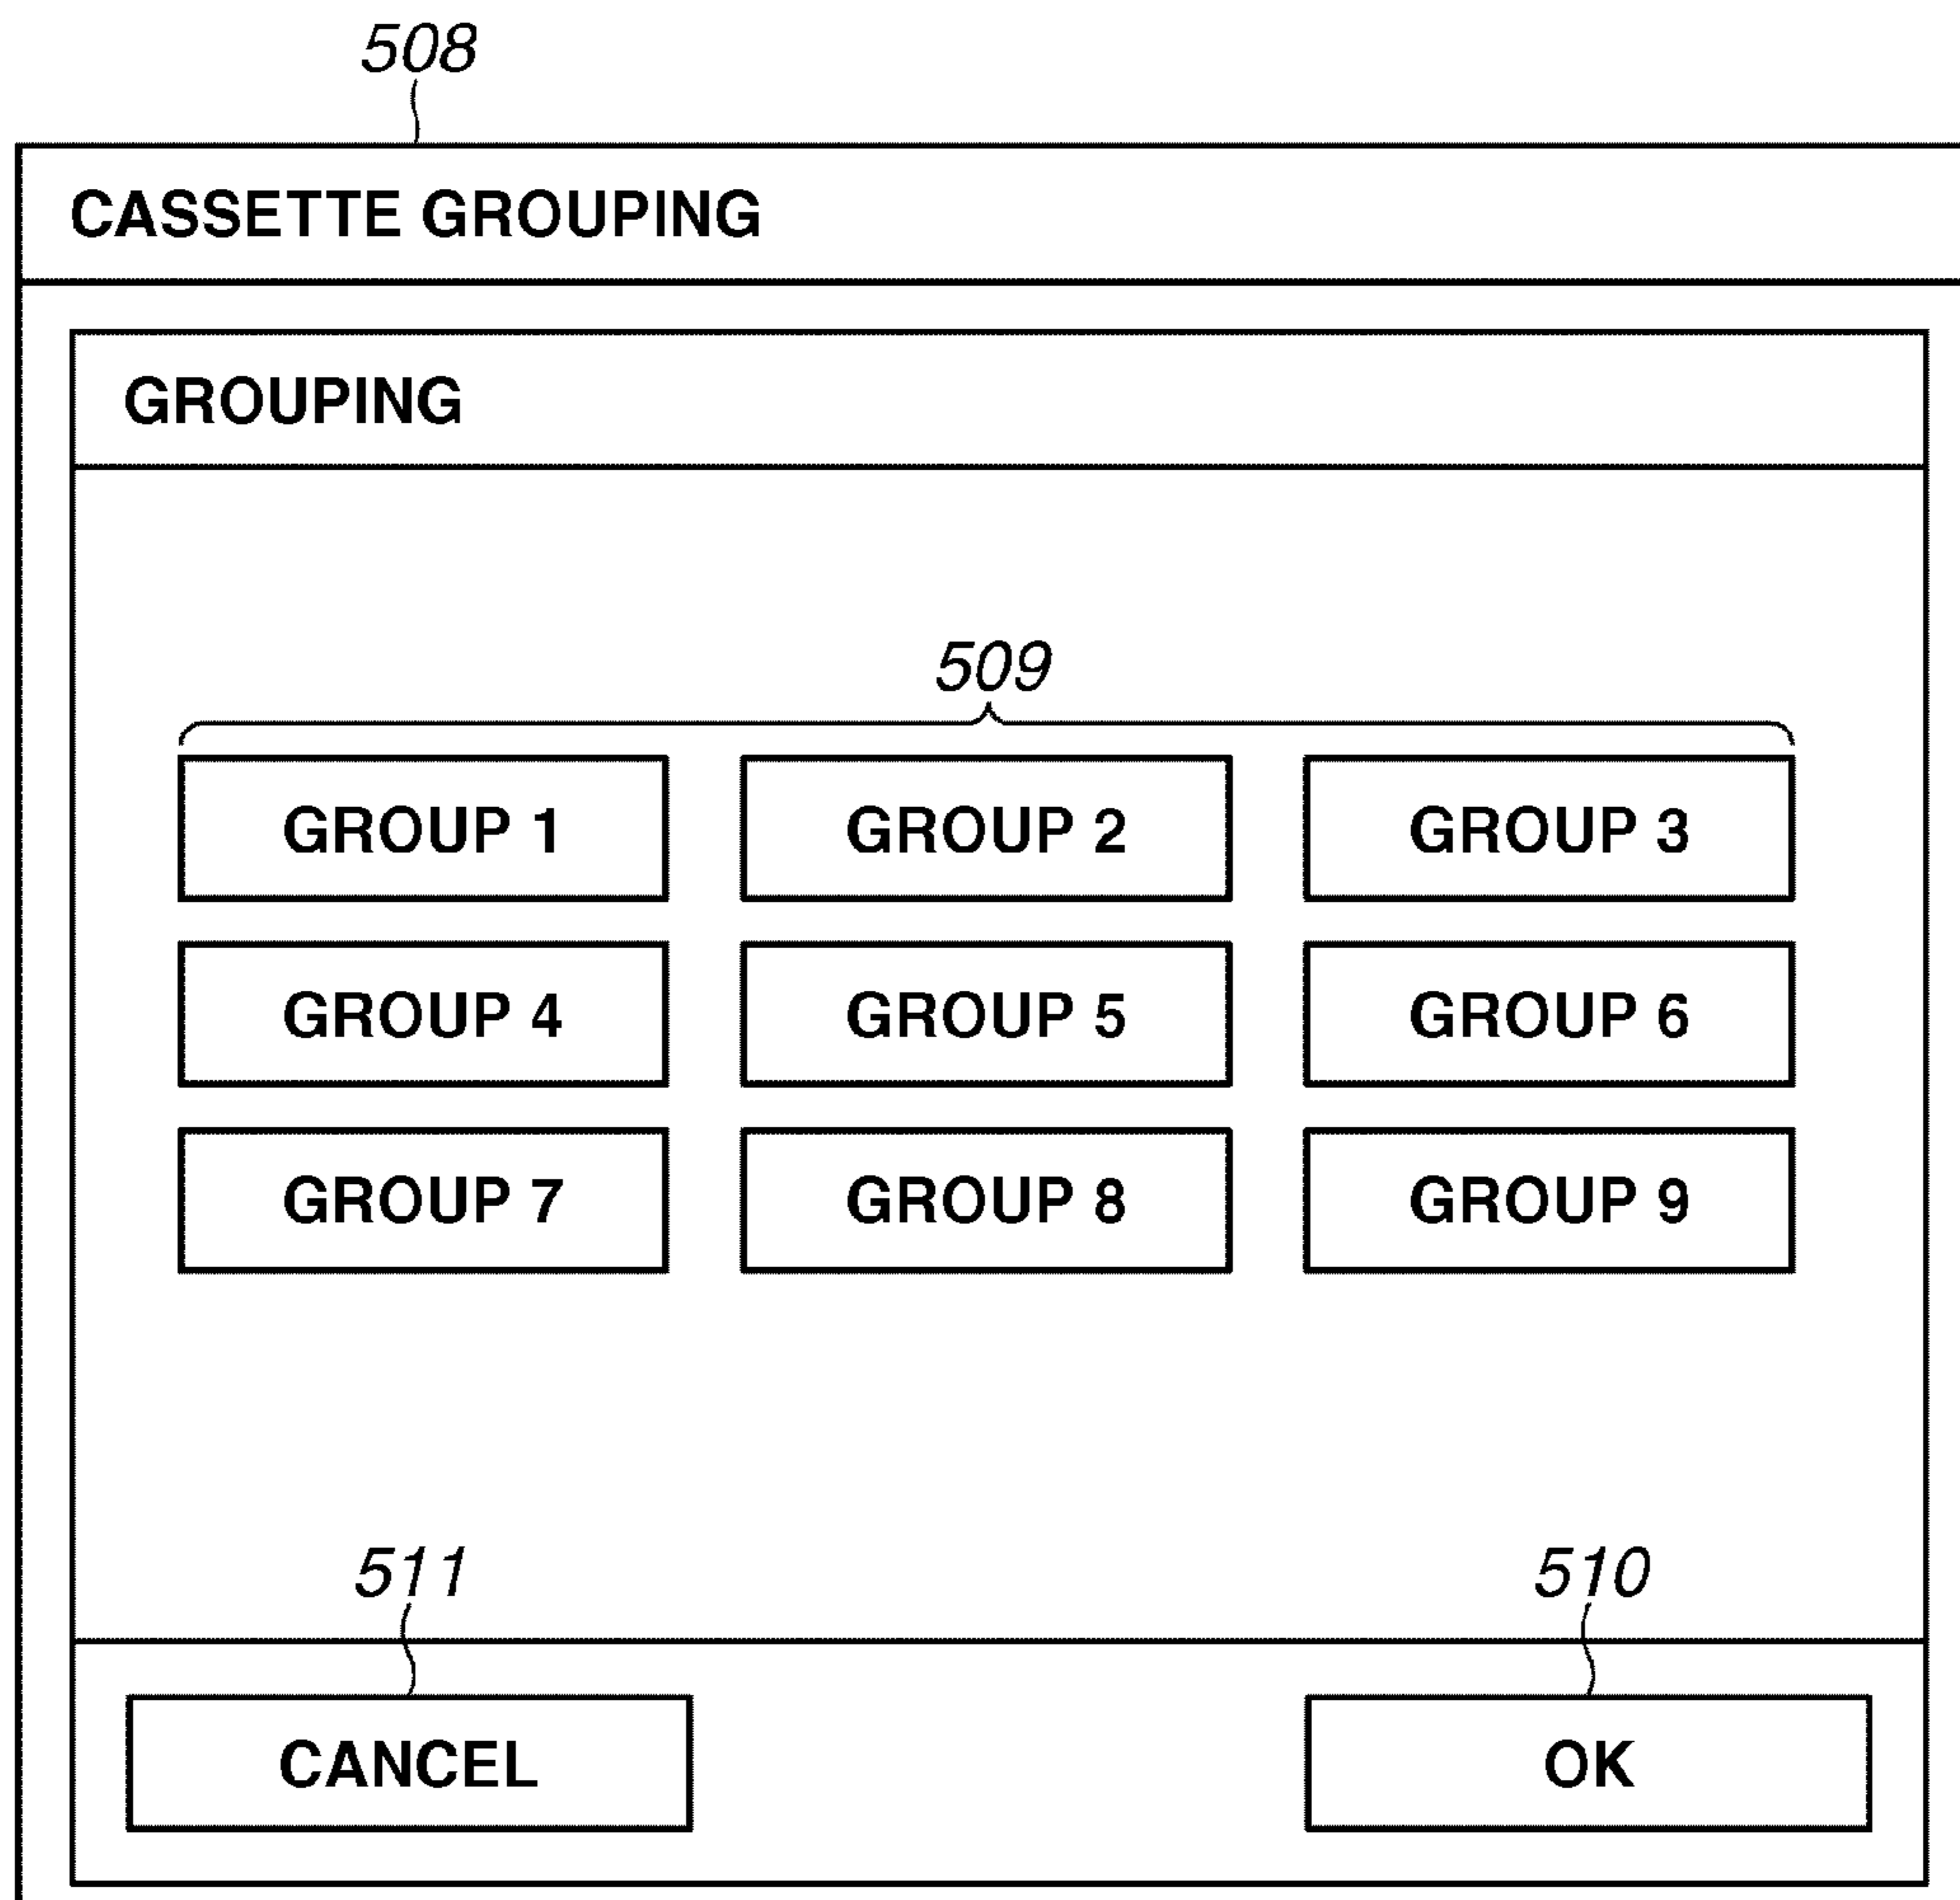 508
CASSETTE GROUPING
GROUPING
509
GROUP 1 GROUP 2 GROUP 3
GROUP 4 GROUP 5 GROUP 6
GROUP 7 GROUP 8 GROUP 9
511 510
CANCEL OK